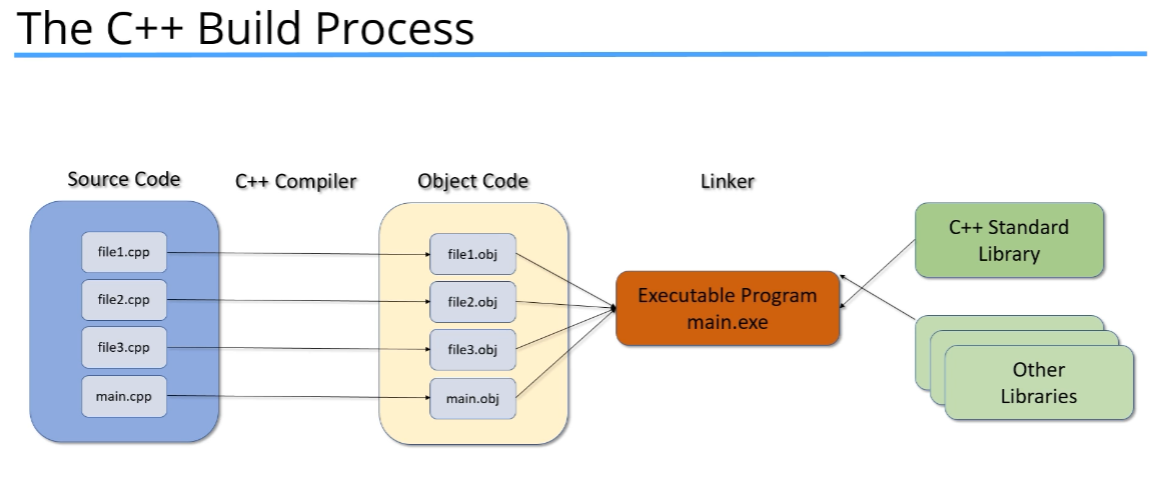 The C++ Build Process
Source Code
C++ Compiler
Object Code
Linker
file1.cpp
file2.cpp
file3.cpp
main.cpp
file1.obj
file2.obj
file3.obj
main.obj
Executable Program
main.exe
C++ Standard
Library
Other
Libraries